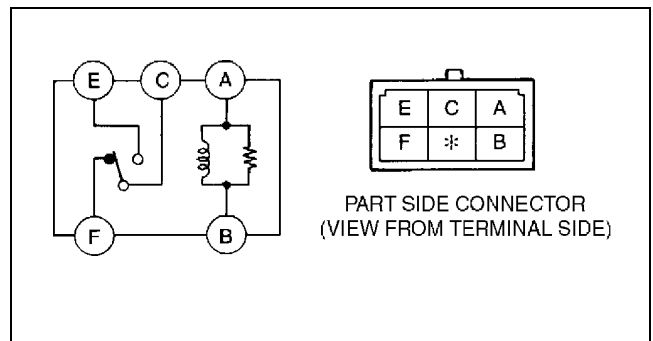 E C A
F B
E C A
F * B
PART SIDE CONNECTOR
(VIEW FROM TERMINAL SIDE)